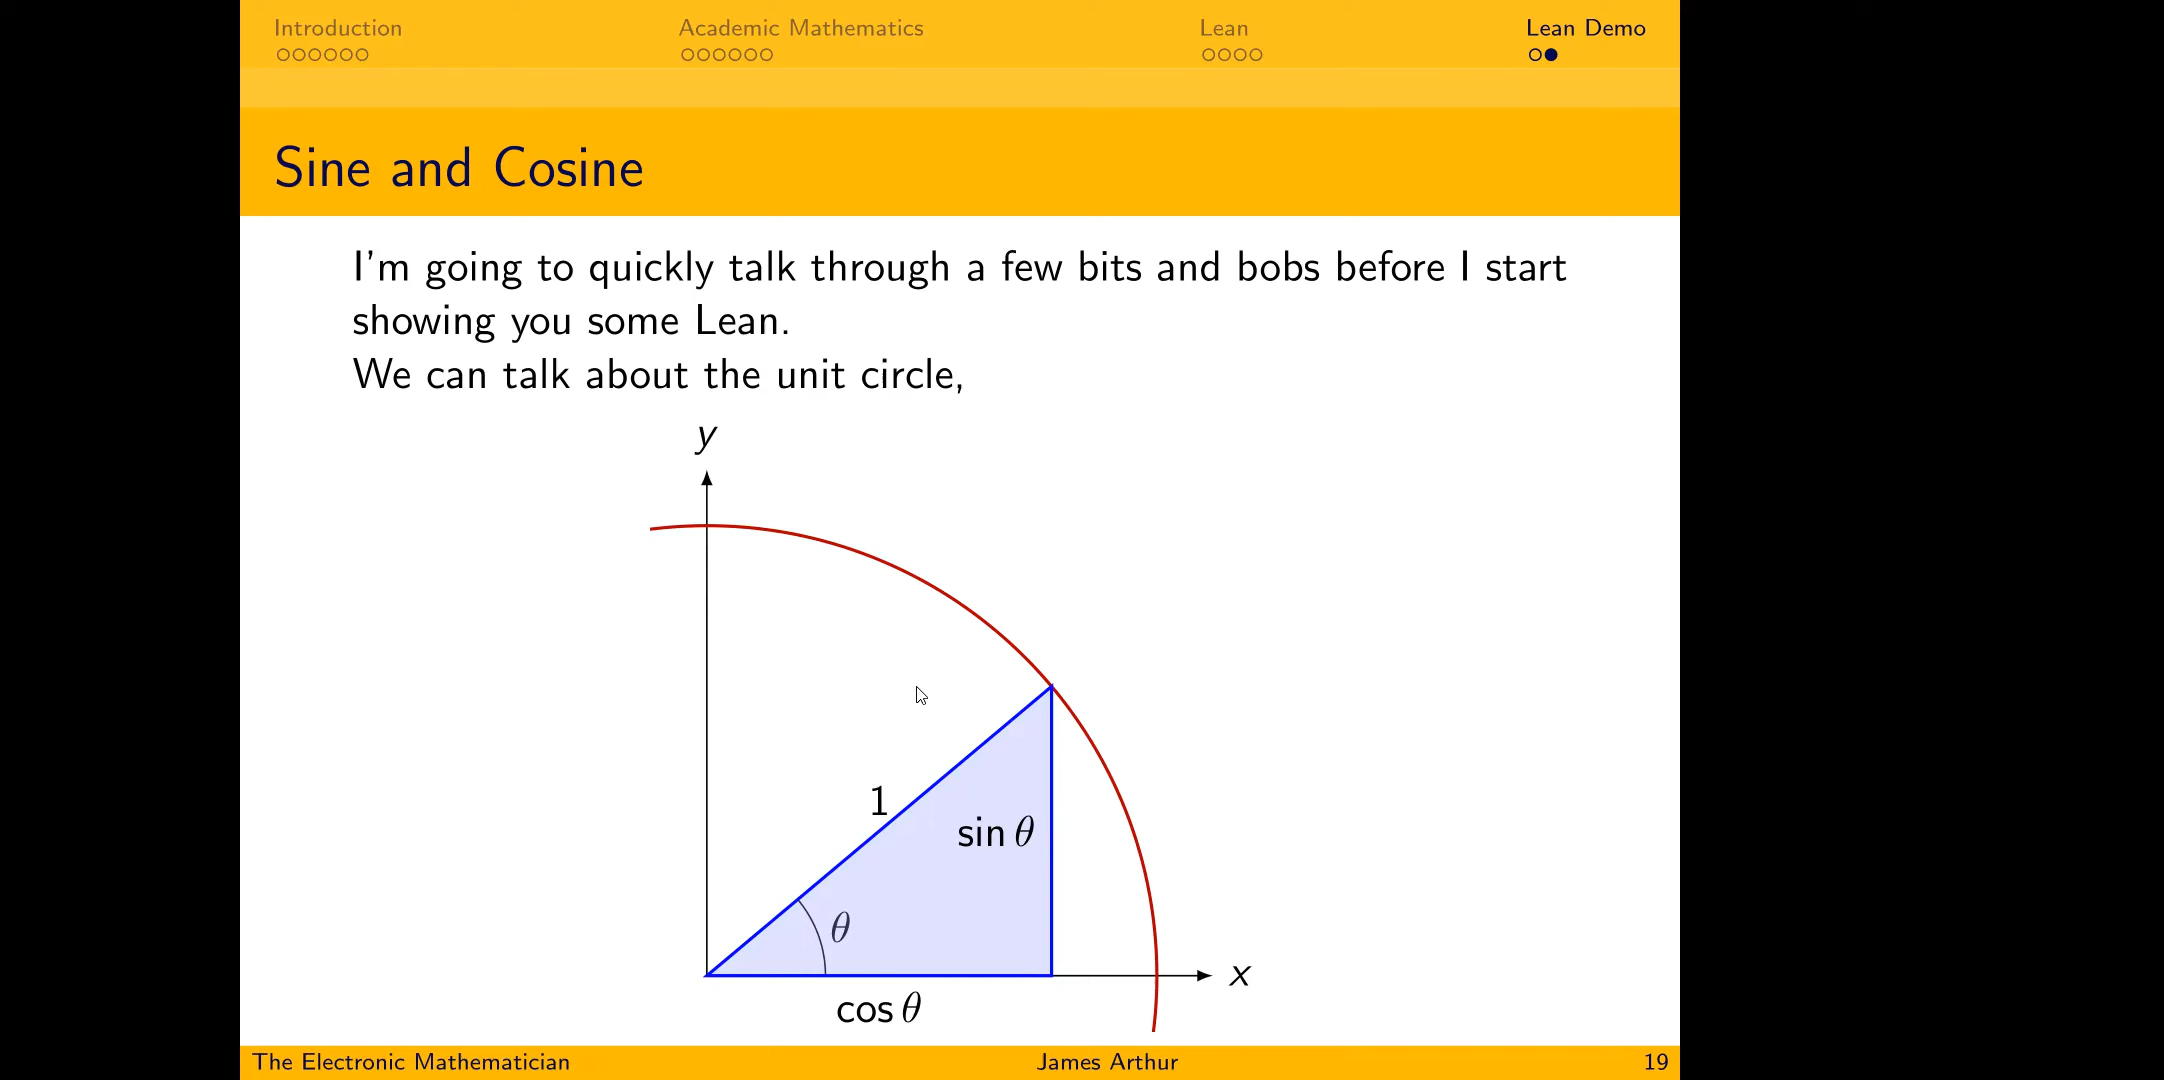 Introduction
Academic Mathematics
Lean
Lean Demo
Sine and Cosine
I'm going to quickly talk through a few bits and bobs before I start
showing you some Lean.
We can talk about the unit circle,
y
1
sin θ
θ
x
cos θ
The Electronic Mathematician
James Arthur
19